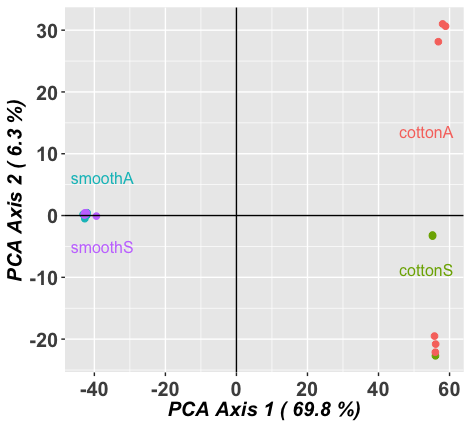 30
20
10
0
-10
-20
PCA Axis 2 ( 6.3 %)
cottonA
smoothA
smoothS
cottonS
-40
-20
0
20
40
60
PCA Axis 1 ( 69.8 %)